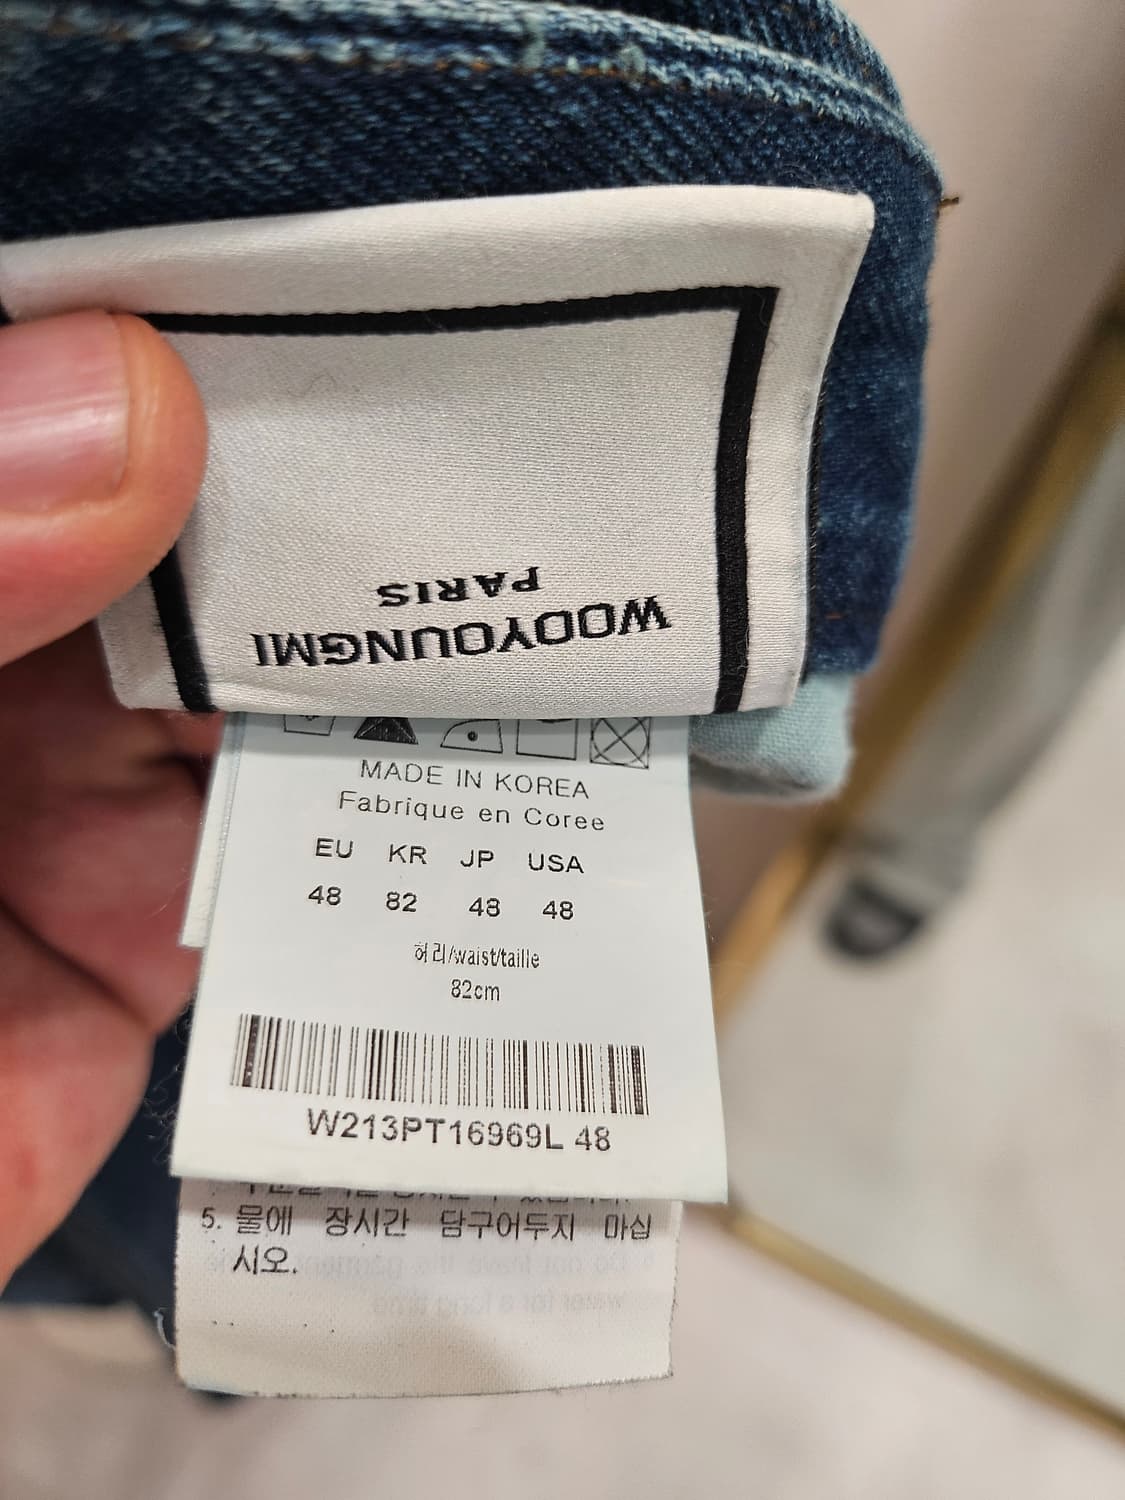 WOOYOUNGMI
PARIS
MADE IN KOREA
Fabrique en Coree
EU KR JP USA
48 82 48 48
허리/waist/taille
82cm
W213PT16969L 48
5. 물에 장시간 담구어두지 마십
시오.